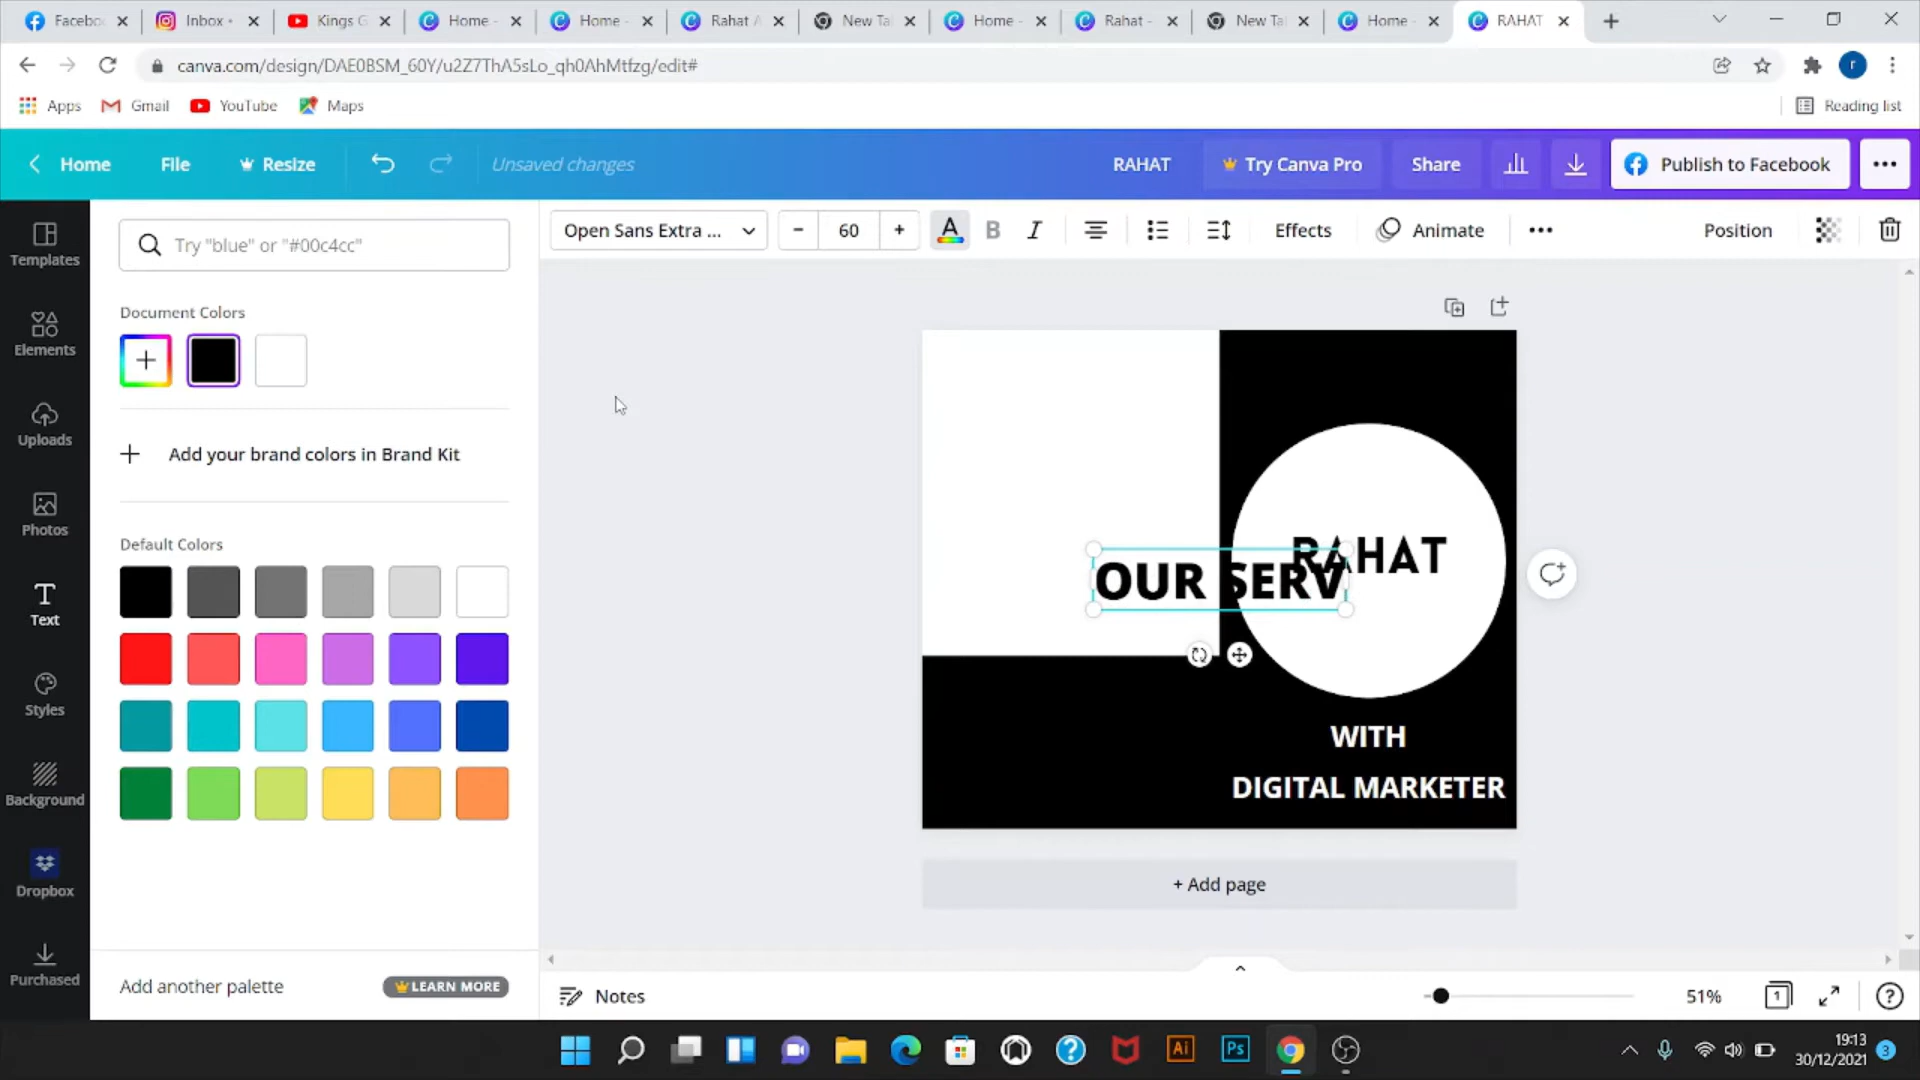 Facebo
Inbox
Kings G
Home -
Home -
Rahat A
New Ta
Home -
Rahat -
New Ta
Home -
RAHAT
canva.com/design/DAE0BSM_60Y/u2Z7ThA5sLo_qh0AhMtfzg/edit#
r
Apps
Gmail
YouTube
Maps
Reading list
Home
File
Resize
Unsaved changes
RAHAT
Try Canva Pro
Share
Publish to Facebook
Templates
Elements
Uploads
Photos
Text
Styles
Background
Dropbox
Purchased
Try "blue" or "#00c4cc"
Document Colors
Add your brand colors in Brand Kit
Default Colors
Add another palette
LEARN MORE
Open Sans Extra ...
60
A
B
I
Effects
Animate
Position
RAHAT
OUR SERV
WITH
DIGITAL MARKETER
+ Add page
Notes
51%
1
?
Ai
Ps
19:13
30/12/2021
3